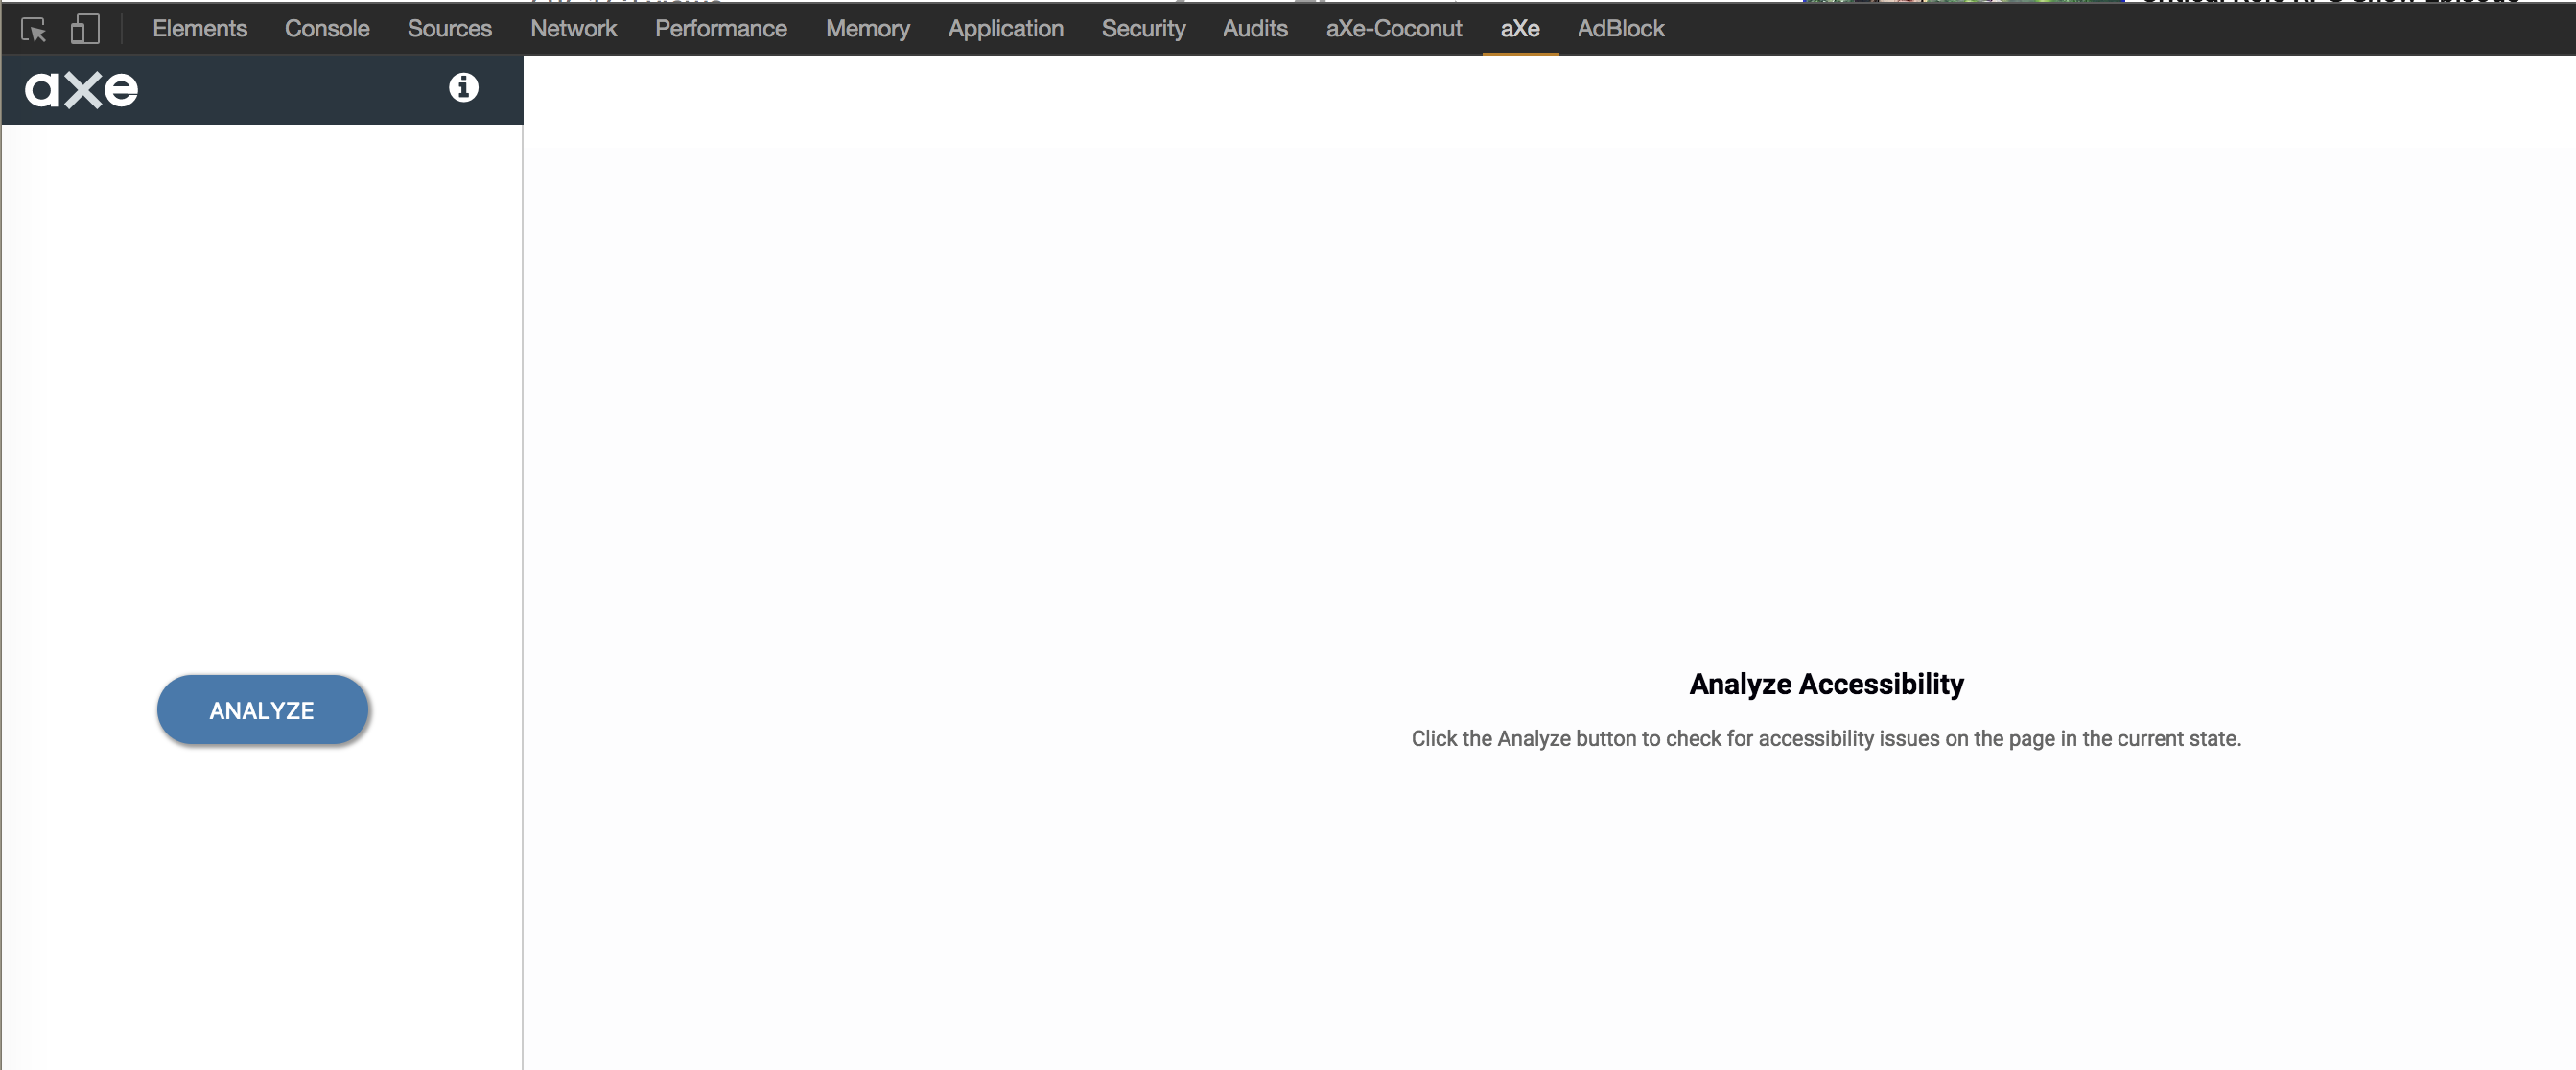 Elements Console Sources Network Performance Memory Application Security Audits aXe-Coconut aXe AdBlock
axe
ANALYZE
Analyze Accessibility
Click the Analyze button to check for accessibility issues on the page in the current state.